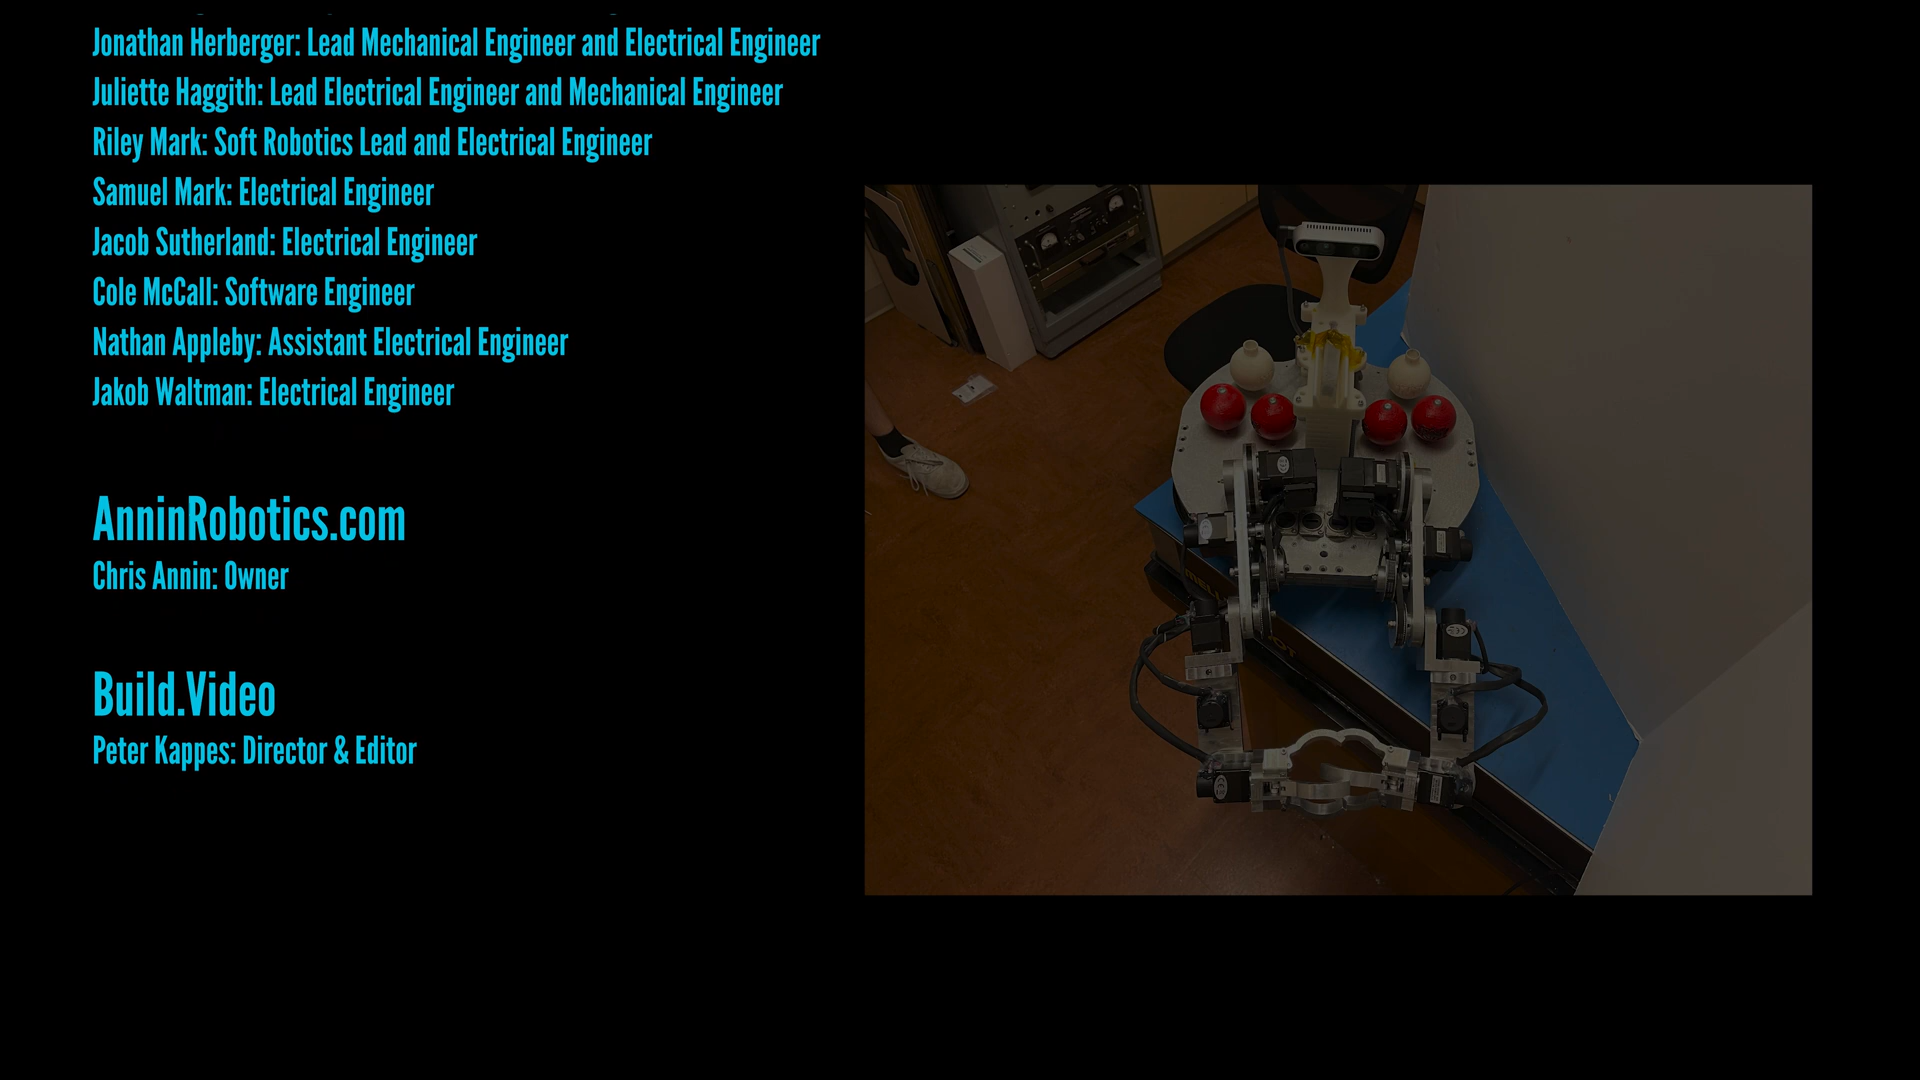 Jonathan Herberger: Lead Mechanical Engineer and Electrical Engineer
Juliette Haggith: Lead Electrical Engineer and Mechanical Engineer
Riley Mark: Soft Robotics Lead and Electrical Engineer
Samuel Mark: Electrical Engineer
Jacob Sutherland: Electrical Engineer
Cole McCall: Software Engineer
Nathan Appleby: Assistant Electrical Engineer
Jakob Waltman: Electrical Engineer
AnninRobotics.com
Chris Annin: Owner
Build.Video
Peter Kappes: Director & Editor